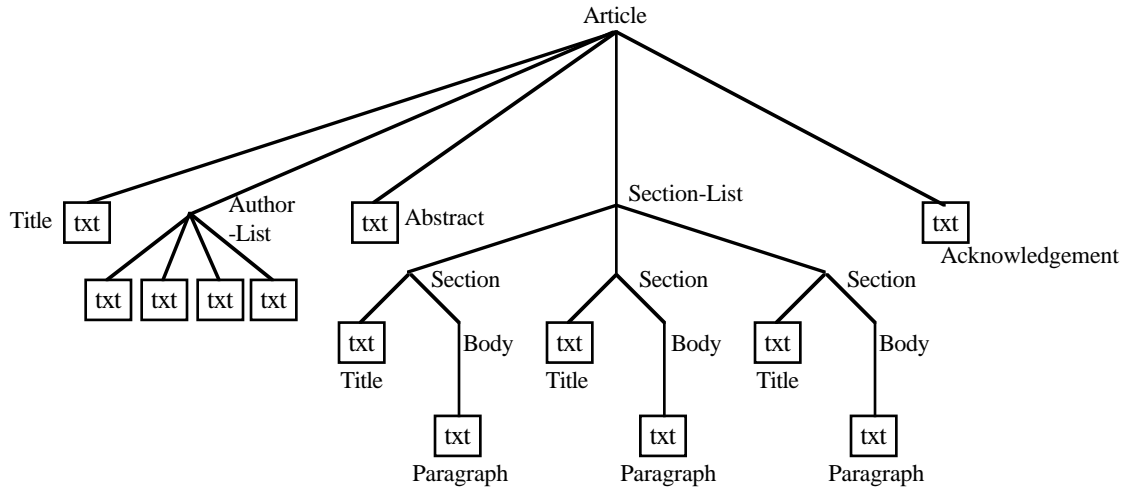 Article
Title
txt
Author
-List
txt
Abstract
Section-List
txt
Acknowledgement
txt
txt
txt
txt
Section
Section
Section
txt
Body
txt
Body
txt
Body
Title
Title
Title
txt
txt
txt
Paragraph
Paragraph
Paragraph